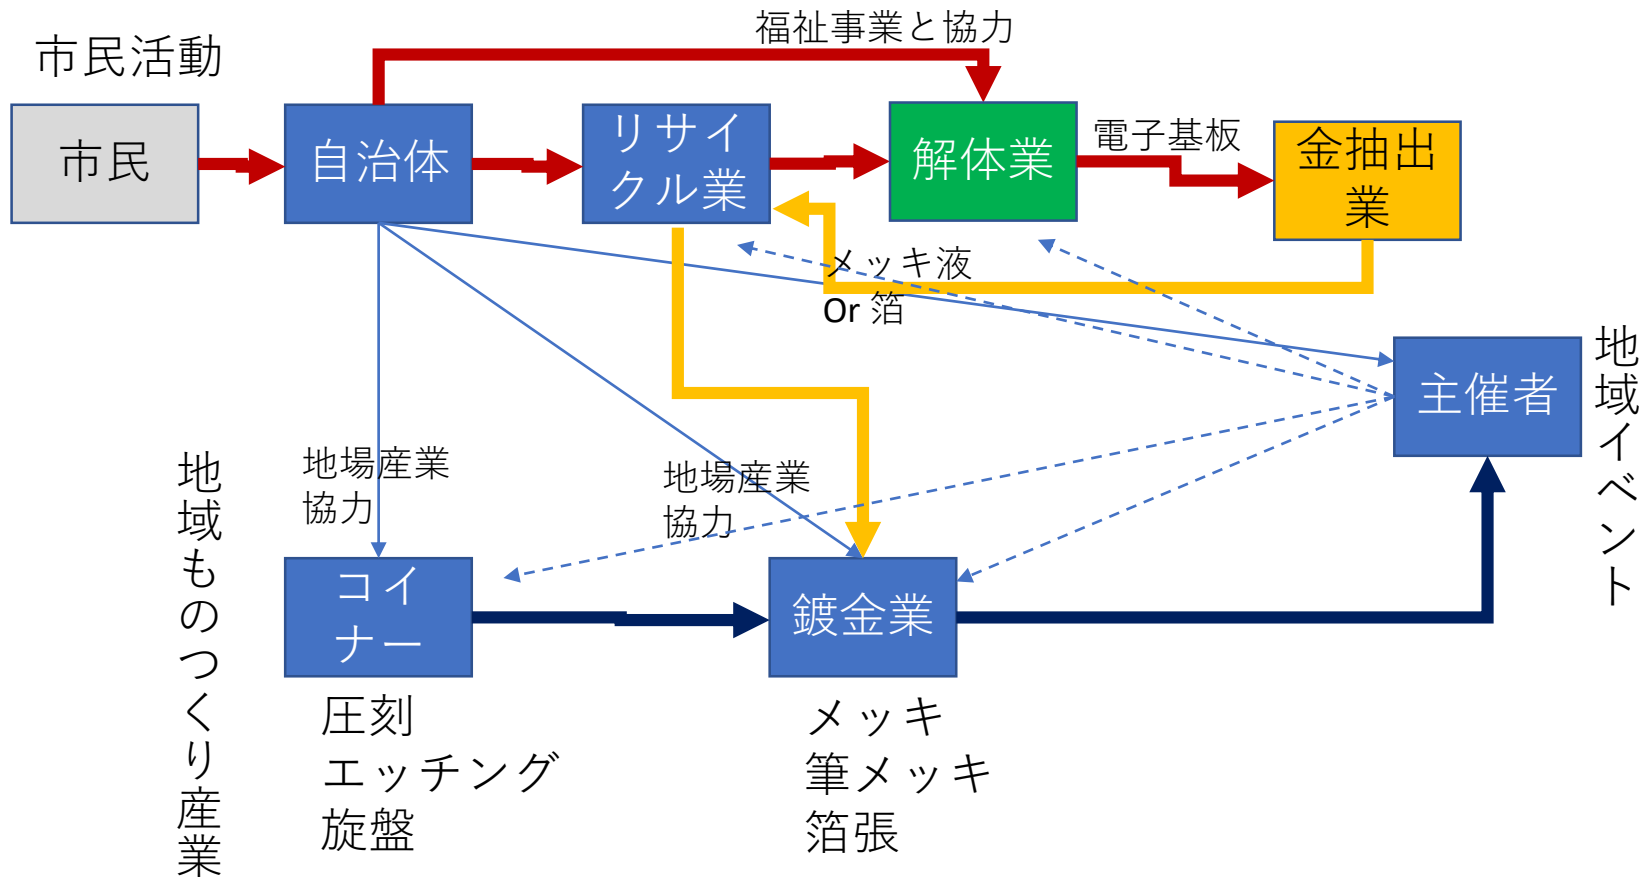 福祉事業と協力
市民活動
市民
自治体
リサイ
クル業
解体業
電子基板
金抽出
業
メッキ液
Or 箔
主催者
地域イベント
地場産業
協力
地場産業
協力
地域ものつくり産業
コイ
ナー
鍍金業
圧刻
エッチング
旋盤
メッキ
筆メッキ
箔張